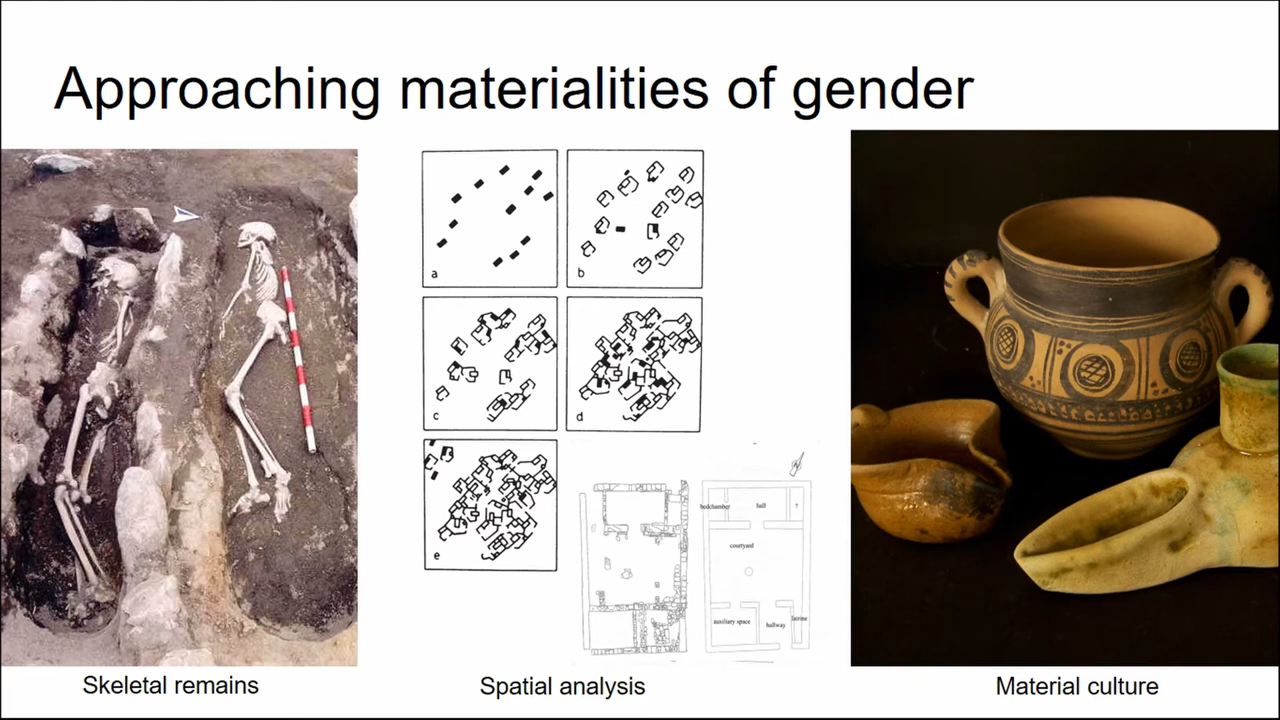 Approaching materialities of gender
a
b
c
d
e
bedchamber
hall
?
courtyard
auxiliary space
hallway
latrine
Skeletal remains
Spatial analysis
Material culture